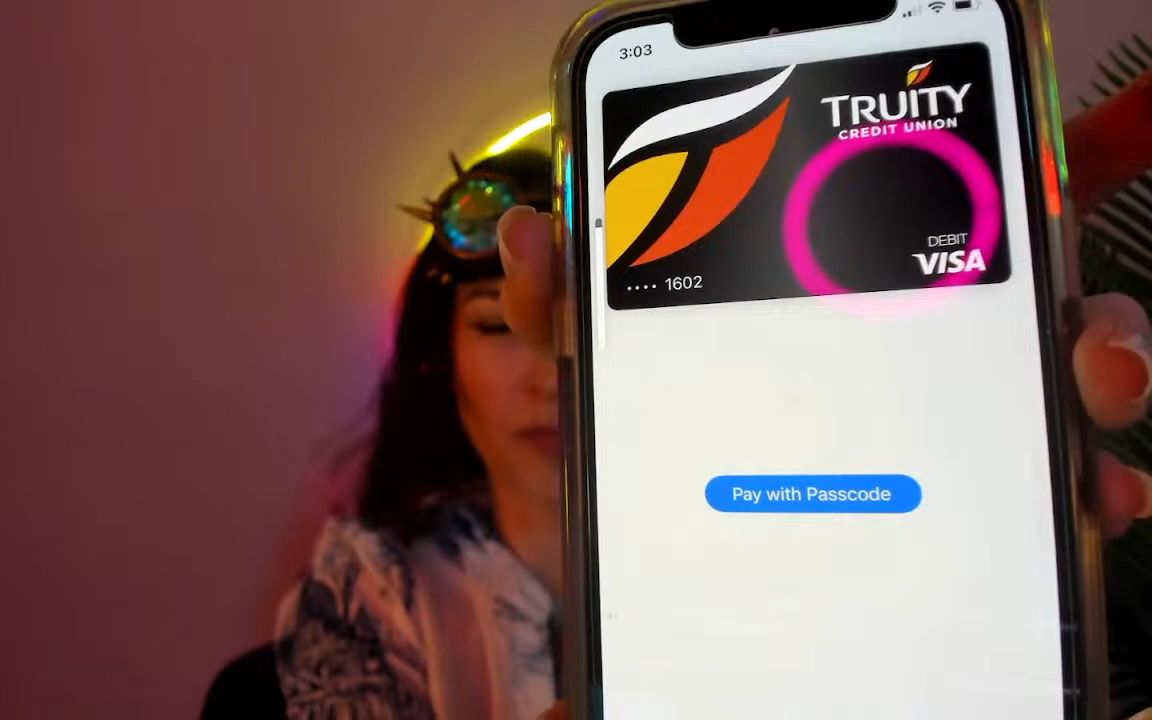 3:03
TRUITY
CREDIT UNION
DEBIT
VISA
•••• 1602
Pay with Passcode